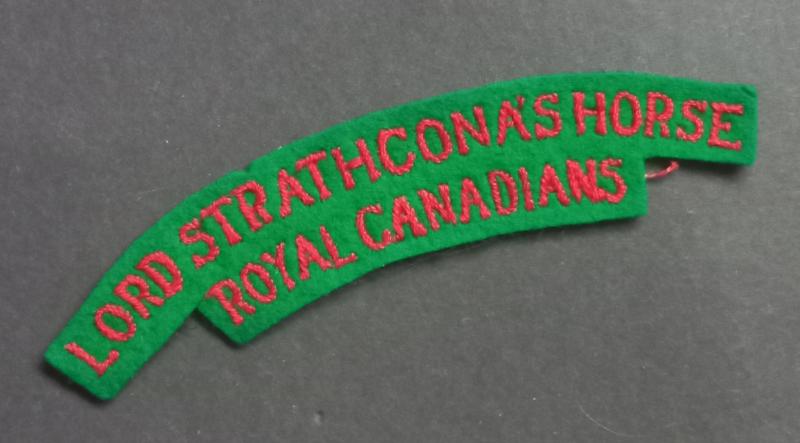 LORD STRATHCONA'S HORSE
ROYAL CANADIANS